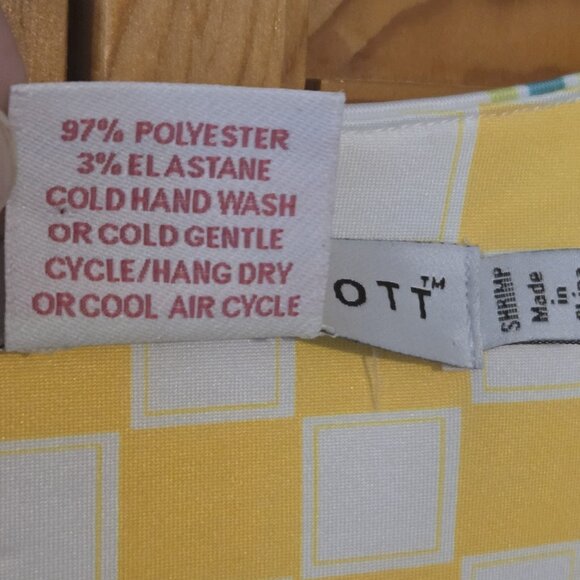 97% POLYESTER
3% ELASTANE
COLD HAND WASH
OR COLD GENTLE
CYCLE/HANG DRY
OR COOL AIR CYCLE
OTT™
SHRIMP
Made
in